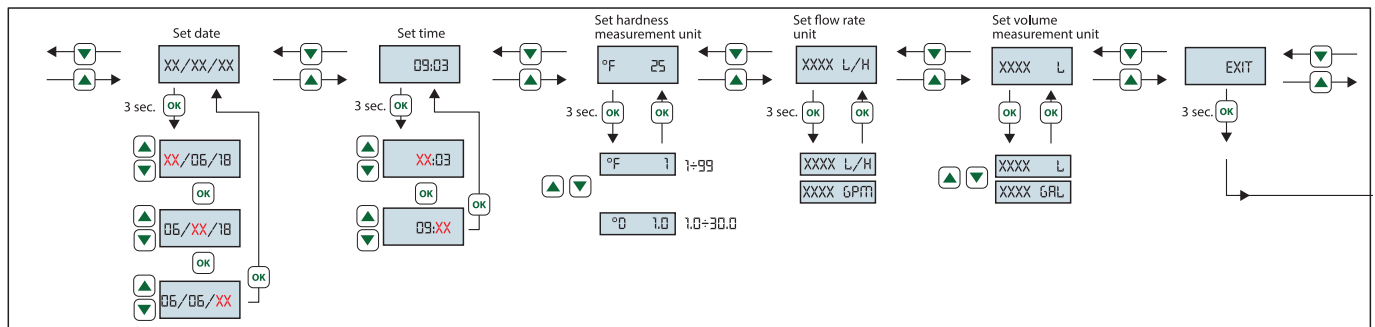 Set date
XX/XX/XX
3 sec. OK
XX/06/18
OK
06/XX/18
OK
OK
06/06/XX
Set time
09:03
3 sec. OK
XX:03
OK
OK
09:XX
Set hardness
measurement unit
°F 25
3 sec. OK OK
°F 1 1÷99
°D 1.0 1.0÷30.0
Set flow rate
unit
XXXX L/H
3 sec. OK OK
XXXX L/H
XXXX GPM
Set volume
measurement unit
XXXX L
OK OK
XXXX L
XXXX GAL
EXIT
3 sec. OK